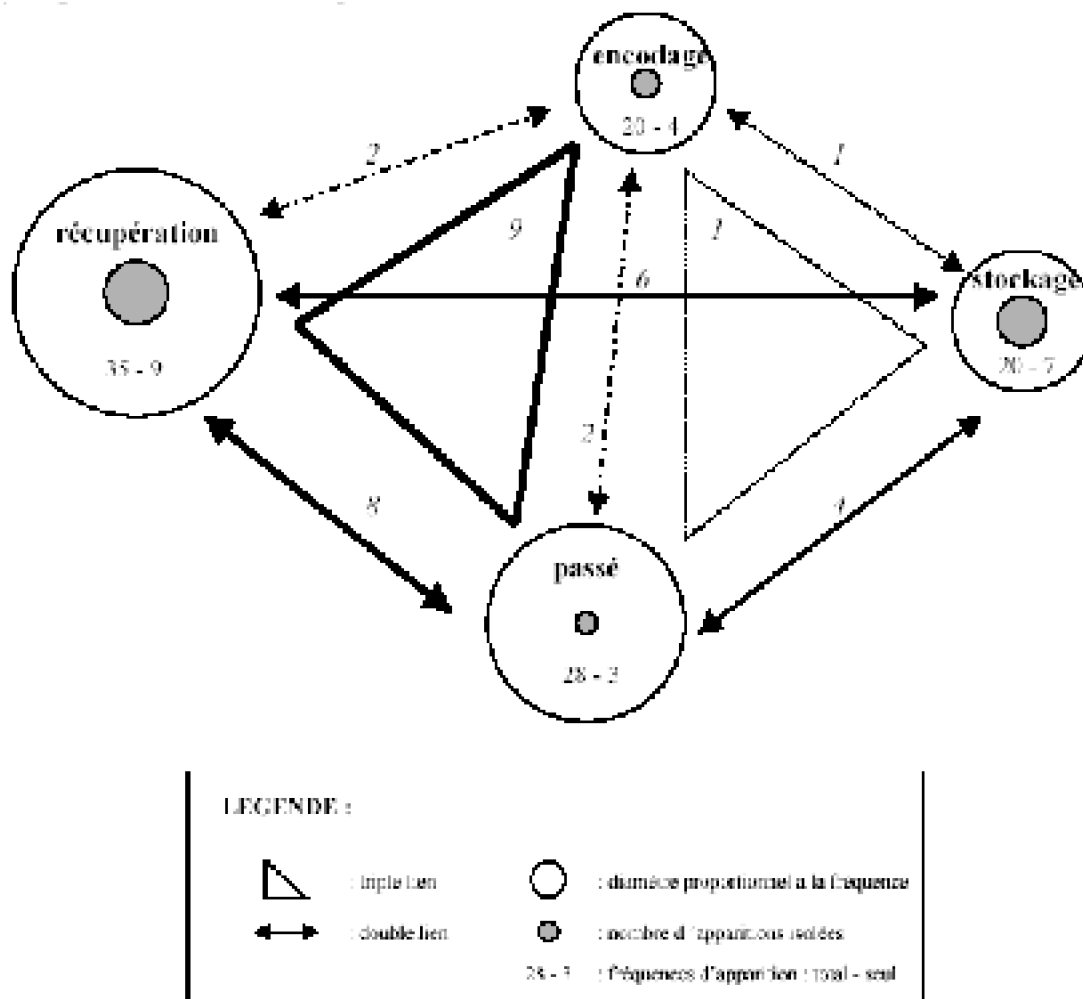 encodage
20 - 4
2
1
récupération
9
1
6
stockage
35 - 9
20 - 7
2
8
4
passé
28 - 3
LEGENDE :
: triple lien
: diamètre proportionnel a la fréquence
: double lien
: nombre d'apparitions isolées
28 - 3 : fréquences d'apparition : total - seul